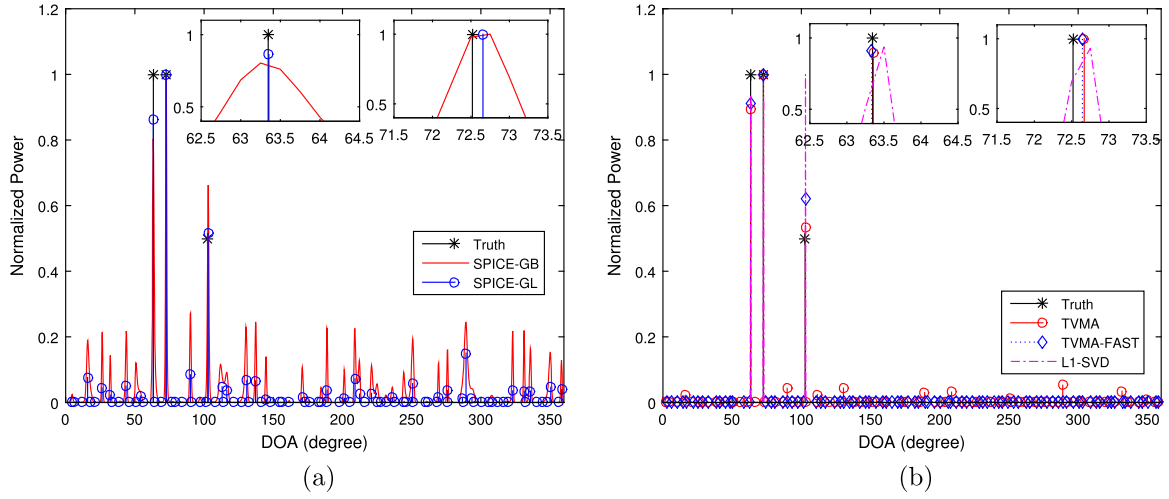 1.2
1
0.8
0.6
0.4
0.2
0
Normalized Power
0 50 100 150 200 250 300 350
DOA (degree)
1
0.5
62.5 63 63.5 64 64.5
1
0.5
71.5 72 72.5 73 73.5
Truth
SPICE-GB
SPICE-GL
(a)
1.2
1
0.8
0.6
0.4
0.2
0
Normalized Power
0 50 100 150 200 250 300 350
DOA (degree)
1
0.5
62.5 63 63.5 64 64.5
1
0.5
71.5 72 72.5 73 73.5
Truth
TVMA
TVMA-FAST
L1-SVD
(b)